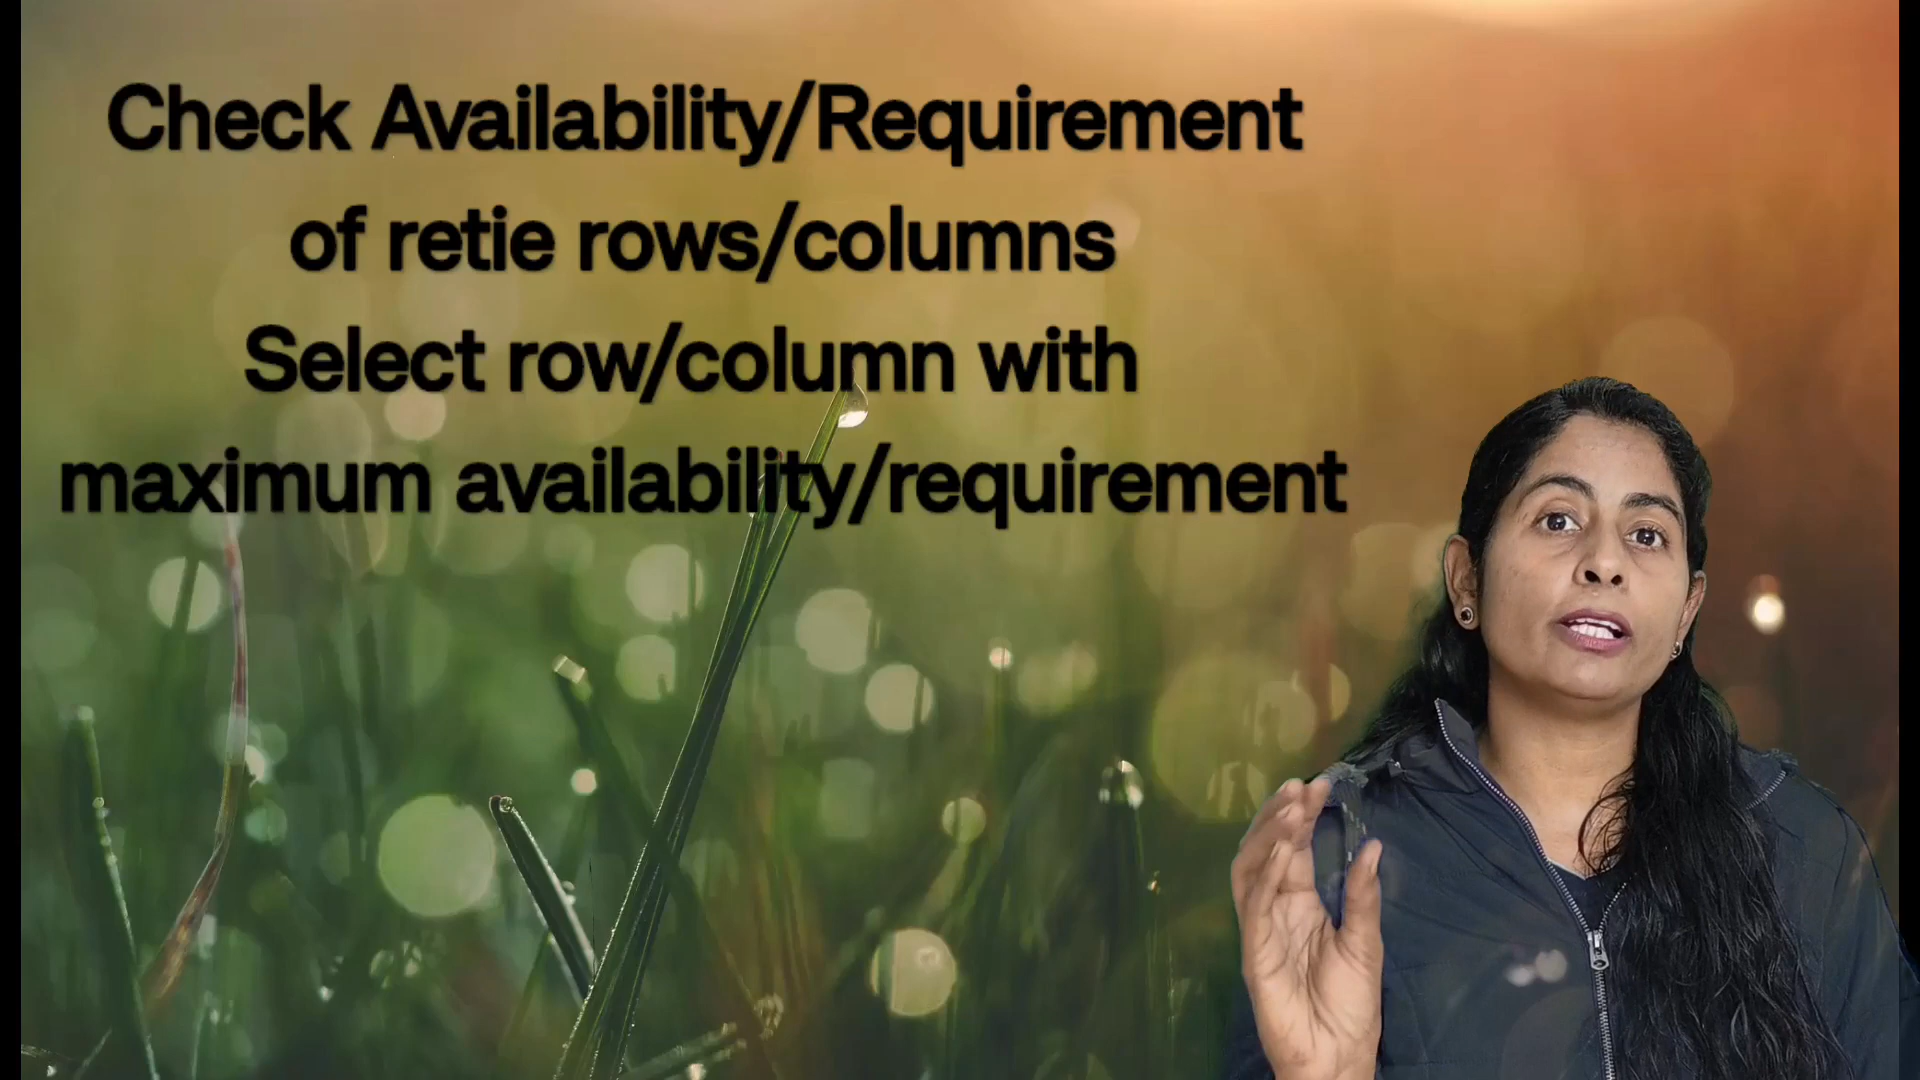 Check Availability/Requirement
of retie rows/columns
Select row/column with
maximum availability/requirement